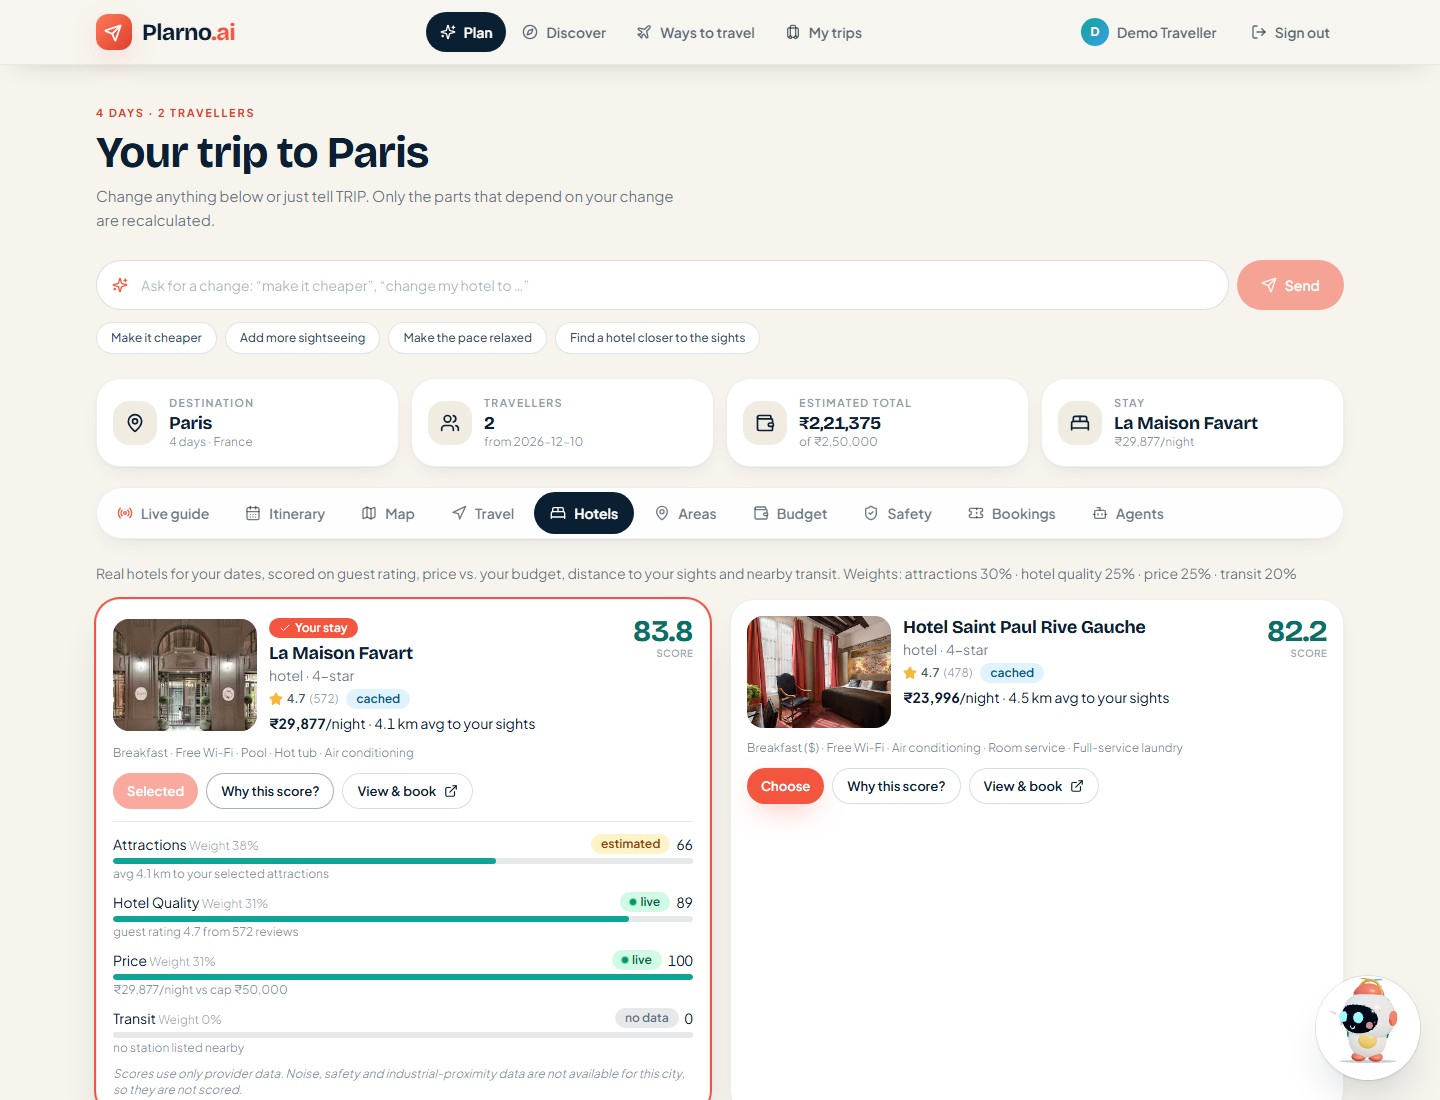 Plarno.ai
Plan
Discover
Ways to travel
My trips
D
Demo Traveller
Sign out
4 DAYS · 2 TRAVELLERS
Your trip to Paris
Change anything below or just tell TRIP. Only the parts that depend on your change
are recalculated.
Ask for a change: “make it cheaper”, “change my hotel to …”
Send
Make it cheaper
Add more sightseeing
Make the pace relaxed
Find a hotel closer to the sights
DESTINATION
Paris
4 days · France
TRAVELLERS
2
from 2026-12-10
ESTIMATED TOTAL
₹2,21,375
of ₹2,50,000
STAY
La Maison Favart
₹29,877/night
Live guide
Itinerary
Map
Travel
Hotels
Areas
Budget
Safety
Bookings
Agents
Real hotels for your dates, scored on guest rating, price vs. your budget, distance to your sights and nearby transit. Weights: attractions 30% · hotel quality 25% · price 25% · transit 20%
Your stay
La Maison Favart
hotel · 4-star
4.7 (572) cached
₹29,877/night · 4.1 km avg to your sights
83.8
SCORE
Breakfast · Free Wi-Fi · Pool · Hot tub · Air conditioning
Selected
Why this score?
View & book
Attractions Weight 38% estimated 66
avg 4.1 km to your selected attractions
Hotel Quality Weight 31% live 89
guest rating 4.7 from 572 reviews
Price Weight 31% live 100
₹29,877/night vs cap ₹50,000
Transit Weight 0% no data 0
no station listed nearby
Scores use only provider data. Noise, safety and industrial-proximity data are not available for this city,
so they are not scored.
Hotel Saint Paul Rive Gauche
hotel · 4-star
4.7 (478) cached
₹23,996/night · 4.5 km avg to your sights
82.2
SCORE
Breakfast ($) · Free Wi-Fi · Air conditioning · Room service · Full-service laundry
Choose
Why this score?
View & book